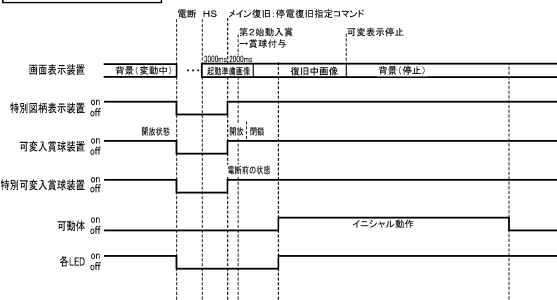 電断 HS メイン復旧：停電復旧指定コマンド
第2始動入賞
→賞球付与
可変表示停止
3000ms 2000ms
画面表示装置 背景(変動中) ・・・ 起動準備画像 復旧中画像 背景(停止)
特別図柄表示装置 on off
開放状態 開放 閉鎖
可変入賞球装置 on off
電断前の状態
特別可変入賞球装置 on off
可動体 on off イニシャル動作
各LED on off